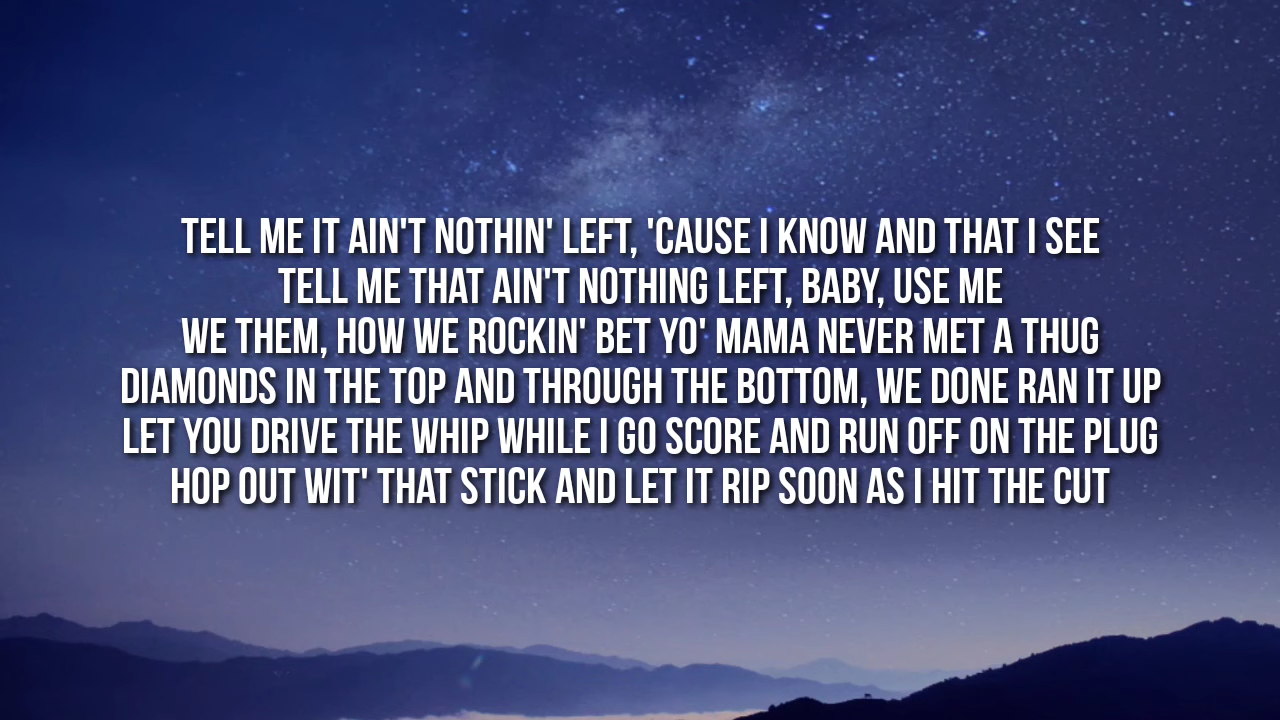 TELL ME IT AIN'T NOTHIN' LEFT, 'CAUSE I KNOW AND THAT I SEE
TELL ME THAT AIN'T NOTHING LEFT, BABY, USE ME
WE THEM, HOW WE ROCKIN' BET YO' MAMA NEVER MET A THUG
DIAMONDS IN THE TOP AND THROUGH THE BOTTOM, WE DONE RAN IT UP
LET YOU DRIVE THE WHIP WHILE I GO SCORE AND RUN OFF ON THE PLUG
HOP OUT WIT' THAT STICK AND LET IT RIP SOON AS I HIT THE CUT